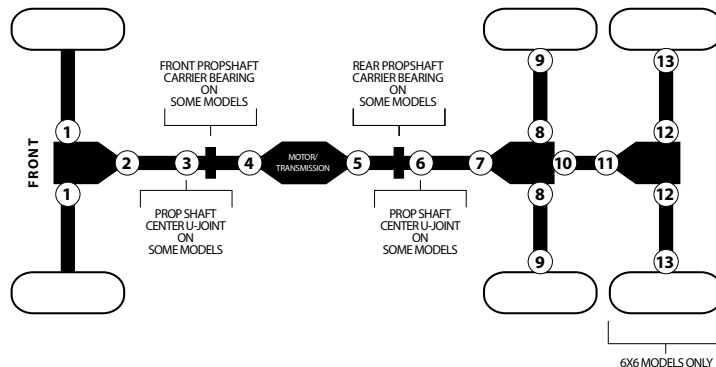 FRONT PROPSHAFT
CARRIER BEARING
ON
SOME MODELS
REAR PROPSHAFT
CARRIER BEARING
ON
SOME MODELS
9
13
1
8
12
FRONT
2
3
4
MOTOR/
TRANSMISSION
5
6
7
10
11
1
8
12
PROP SHAFT
CENTER U-JOINT
ON
SOME MODELS
PROP SHAFT
CENTER U-JOINT
ON
SOME MODELS
9
13
6X6 MODELS ONLY